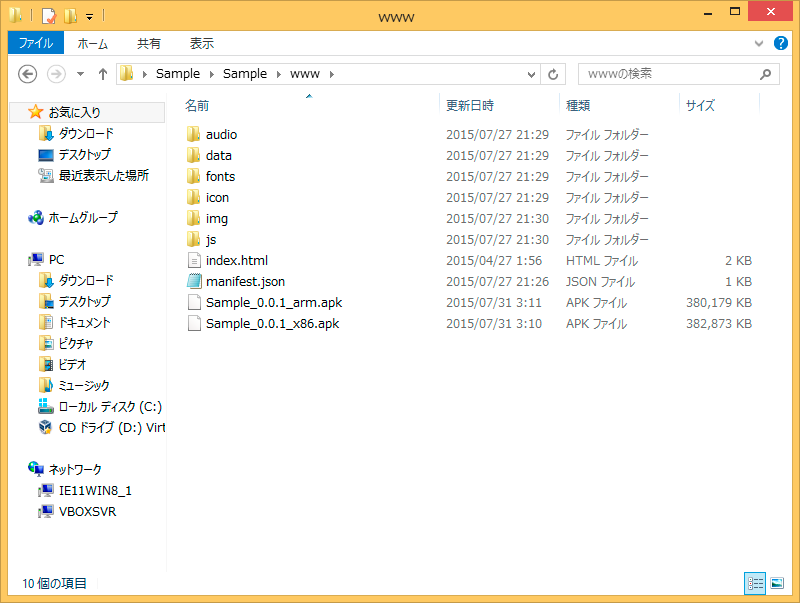 www
ファイル ホーム 共有 表示
Sample Sample www wwwの検索
名前 更新日時 種類 サイズ
お気に入り
ダウンロード
デスクトップ
最近表示した場所
ホームグループ
PC
ダウンロード
デスクトップ
ドキュメント
ピクチャ
ビデオ
ミュージック
ローカル ディスク (C:)
CD ドライブ (D:) Virt
ネットワーク
IE11WIN8_1
VBOXSVR
audio 2015/07/27 21:29 ファイル フォルダー
data 2015/07/27 21:29 ファイル フォルダー
fonts 2015/07/27 21:29 ファイル フォルダー
icon 2015/07/27 21:29 ファイル フォルダー
img 2015/07/27 21:30 ファイル フォルダー
js 2015/07/27 21:30 ファイル フォルダー
index.html 2015/04/27 1:56 HTML ファイル 2 KB
manifest.json 2015/07/27 21:26 JSON ファイル 1 KB
Sample_0.0.1_arm.apk 2015/07/31 3:11 APK ファイル 380,179 KB
Sample_0.0.1_x86.apk 2015/07/31 3:10 APK ファイル 382,873 KB
10 個の項目